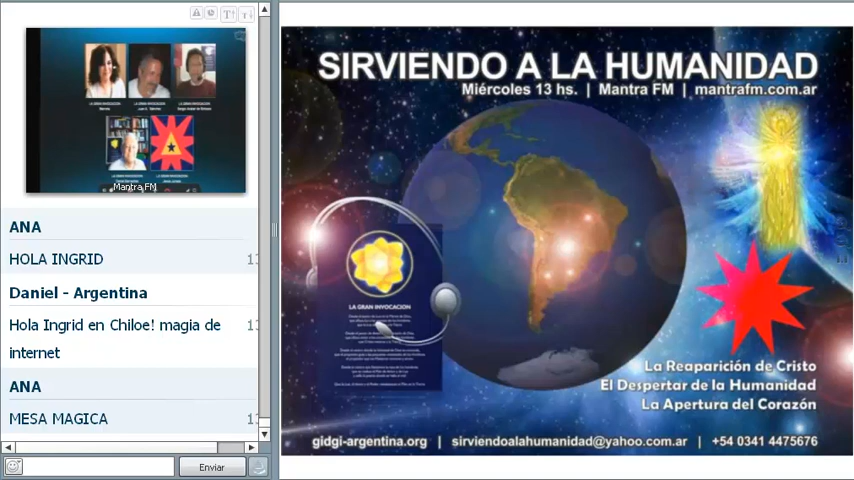 Mantra FM
ANA
HOLA INGRID
Daniel - Argentina
Hola Ingrid en Chiloe! magia de
internet
ANA
MESA MAGICA
Enviar
SIRVIENDO A LA HUMANIDAD
Miércoles 13 hs. | Mantra FM | mantrafm.com.ar
LA GRAN INVOCACION
La Reaparición de Cristo
El Despertar de la Humanidad
La Apertura del Corazón
gidgi-argentina.org | sirviendoalahumanidad@yahoo.com.ar | +54 0341 4475676